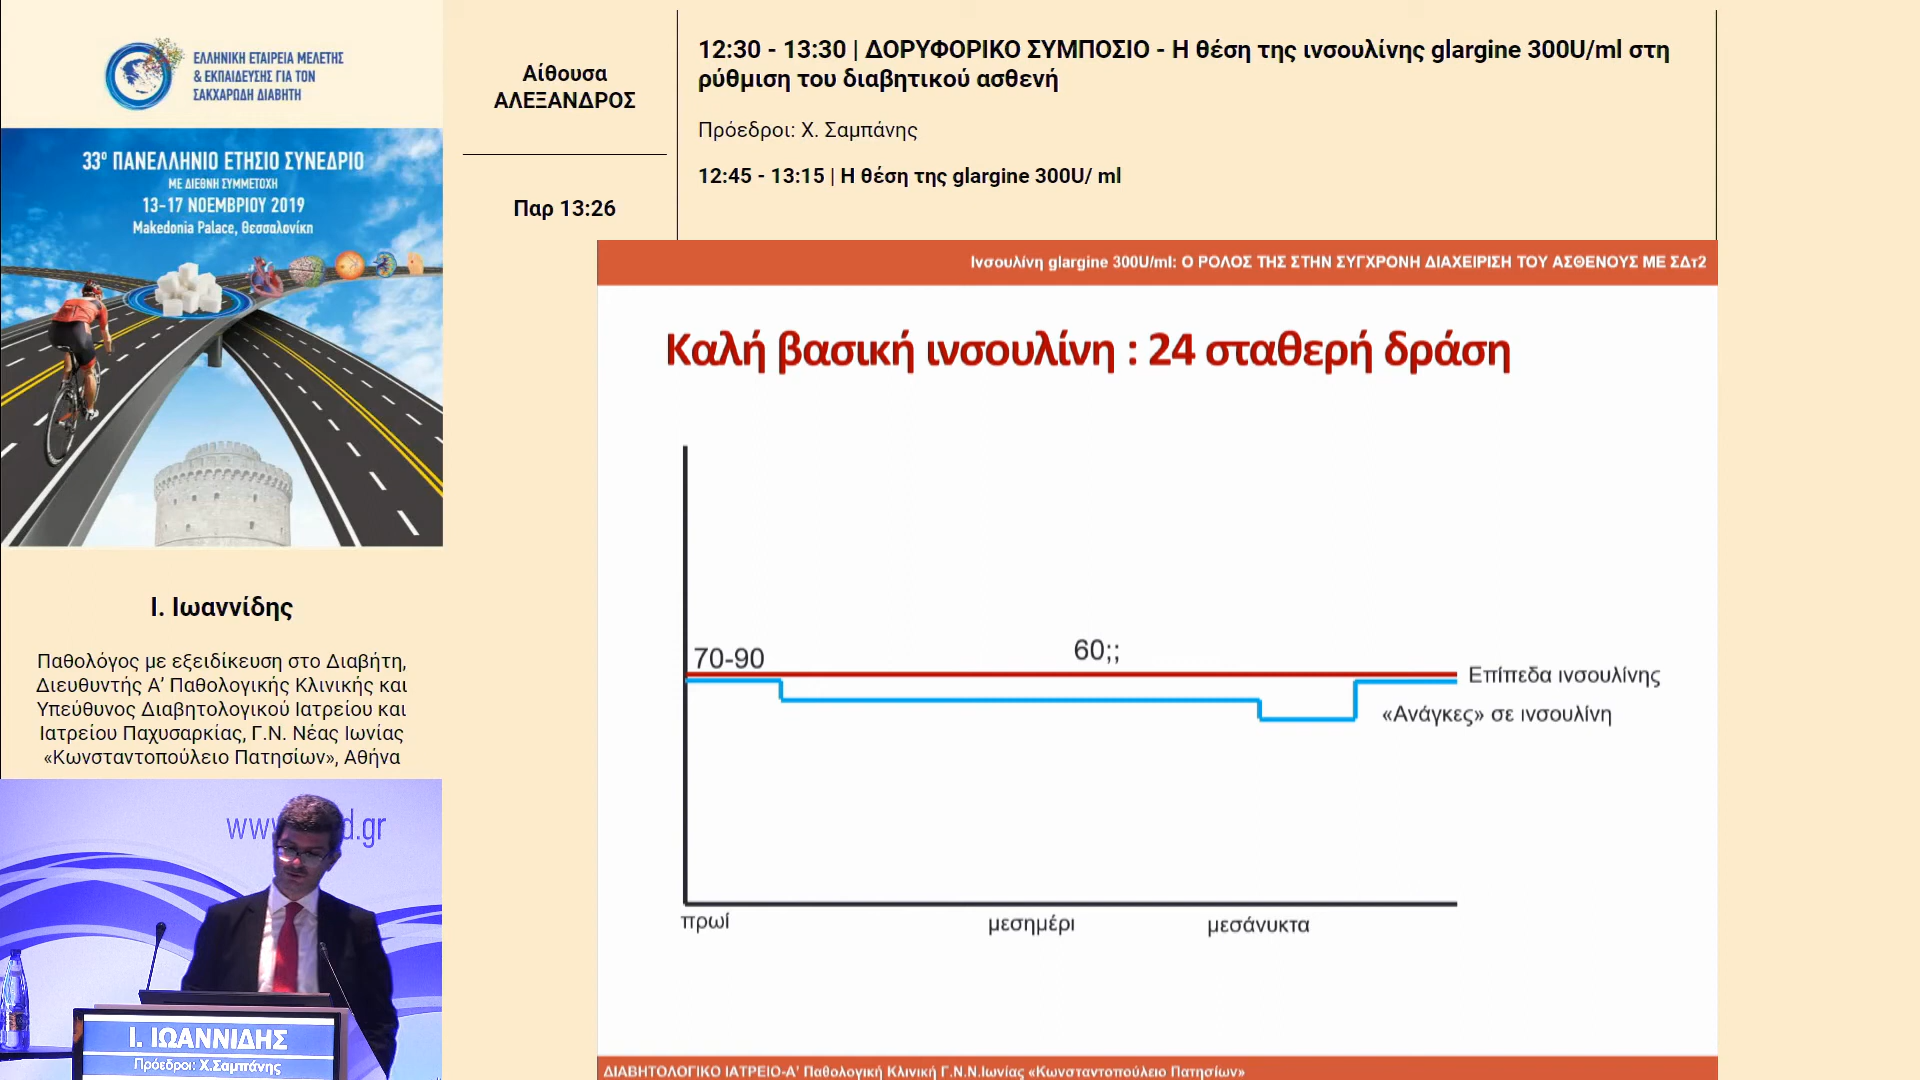 ΕΛΛΗΝΙΚΗ ΕΤΑΙΡΕΙΑ ΜΕΛΕΤΗΣ
& ΕΚΠΑΙΔΕΥΣΗΣ ΓΙΑ ΤΟΝ
ΣΑΚΧΑΡΩΔΗ ΔΙΑΒΗΤΗ
33ο ΠΑΝΕΛΛΗΝΙΟ ΕΤΗΣΙΟ ΣΥΝΕΔΡΙΟ
ΜΕ ΔΙΕΘΝΗ ΣΥΜΜΕΤΟΧΗ
13-17 ΝΟΕΜΒΡΙΟΥ 2019
Makedonia Palace, Θεσσαλονίκη
Αίθουσα
ΑΛΕΞΑΝΔΡΟΣ
Παρ 13:26
12:30 - 13:30 | ΔΟΡΥΦΟΡΙΚΟ ΣΥΜΠΟΣΙΟ - Η θέση της ινσουλίνης glargine 300U/ml στη
ρύθμιση του διαβητικού ασθενή
Πρόεδροι: Χ. Σαμπάνης
12:45 - 13:15 | Η θέση της glargine 300U/ ml
Ινσουλίνη glargine 300U/ml: Ο ΡΟΛΟΣ ΤΗΣ ΣΤΗΝ ΣΥΓΧΡΟΝΗ ΔΙΑΧΕΙΡΙΣΗ ΤΟΥ ΑΣΘΕΝΟΥΣ ΜΕ ΣΔτ2
Καλή βασική ινσουλίνη : 24 σταθερή δράση
70-90
60;;
Επίπεδα ινσουλίνης
«Ανάγκες» σε ινσουλίνη
πρωί
μεσημέρι
μεσάνυκτα
ΔΙΑΒΗΤΟΛΟΓΙΚΟ ΙΑΤΡΕΙΟ-Α' Παθολογική Κλινική Γ.Ν.Ν.Ιωνίας «Κωνσταντοπούλειο Πατησίων»
Ι. Ιωαννίδης
Παθολόγος με εξειδίκευση στο Διαβήτη,
Διευθυντής Α’ Παθολογικής Κλινικής και
Υπεύθυνος Διαβητολογικού Ιατρείου και
Ιατρείου Παχυσαρκίας, Γ.Ν. Νέας Ιωνίας
«Κωνσταντοπούλειο Πατησίων», Αθήνα
Ι. ΙΩΑΝΝΙΔΗΣ
Πρόεδροι: Χ.Σαμπάνης